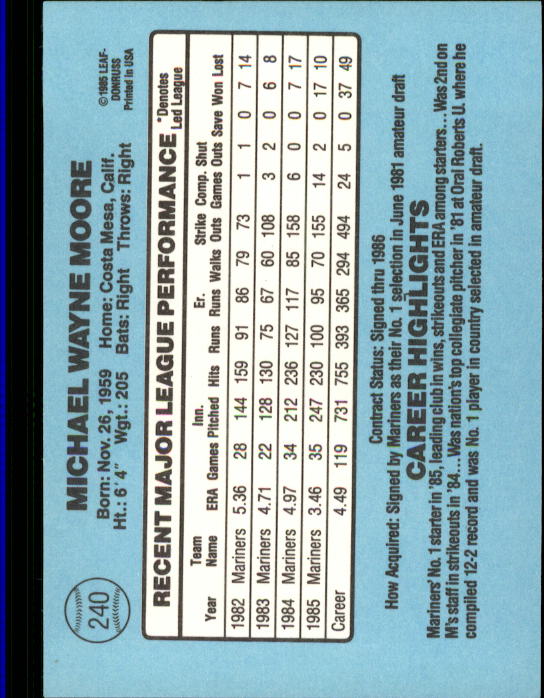 240
MICHAEL WAYNE MOORE
©1985 LEAF-
DONRUSS
Printed in USA
Born: Nov. 26, 1959 Home: Costa Mesa, Calif.
Ht.: 6'4" Wgt.: 205 Bats: Right Throws: Right
RECENT MAJOR LEAGUE PERFORMANCE *Denotes Led League
Year Team Name ERA Games Inn. Pitched Hits Runs Er. Runs Walks Strike Outs Comp. Games Shut Outs Save Won Lost
1982 Mariners 5.36 28 144 159 91 86 79 73 1 1 0 7 14
1983 Mariners 4.71 22 128 130 75 67 60 108 3 2 0 6 8
1984 Mariners 4.97 34 212 236 127 117 85 158 6 0 0 7 17
1985 Mariners 3.46 35 247 230 100 95 70 155 14 2 0 17 10
Career 4.49 119 731 755 393 365 294 494 24 5 0 37 49
Contract Status: Signed thru 1986
How Acquired: Signed by Mariners as their No. 1 selection in June 1981 amateur draft
CAREER HIGHLIGHTS
Mariners' No. 1 starter in '85, leading club in wins, strikeouts and ERA among starters... Was 2nd on
M's staff in strikeouts in '84... Was nation's top collegiate pitcher in '81 at Oral Roberts U. where he
compiled 12-2 record and was No. 1 player in country selected in amateur draft.